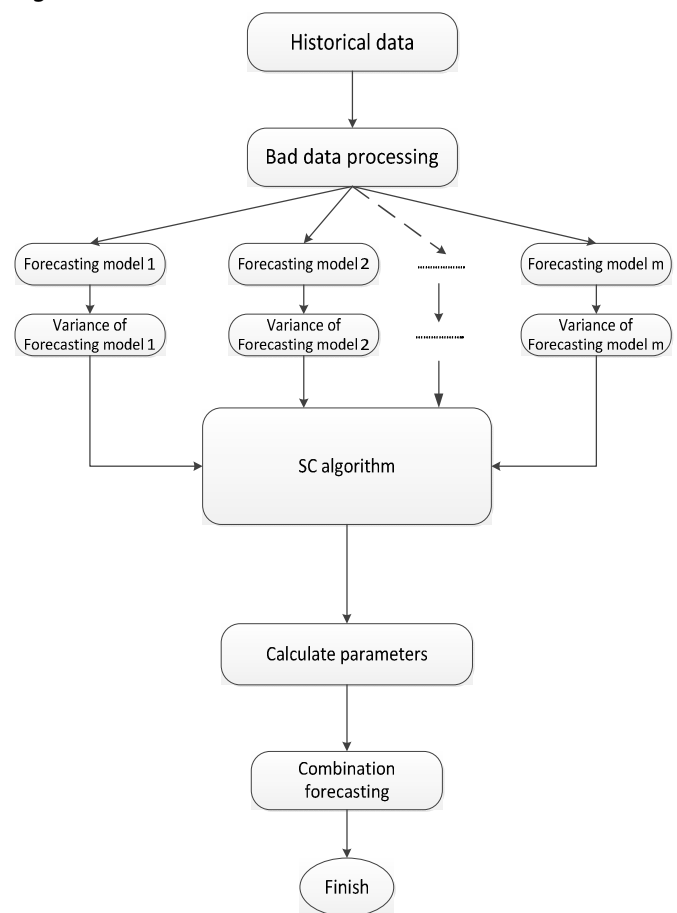 Historical data
Bad data processing
Forecasting model 1
Forecasting model 2
..............
Forecasting model m
Variance of
Forecasting model 1
Variance of
Forecasting model 2
..............
Variance of
Forecasting model m
SC algorithm
Calculate parameters
Combination
forecasting
Finish